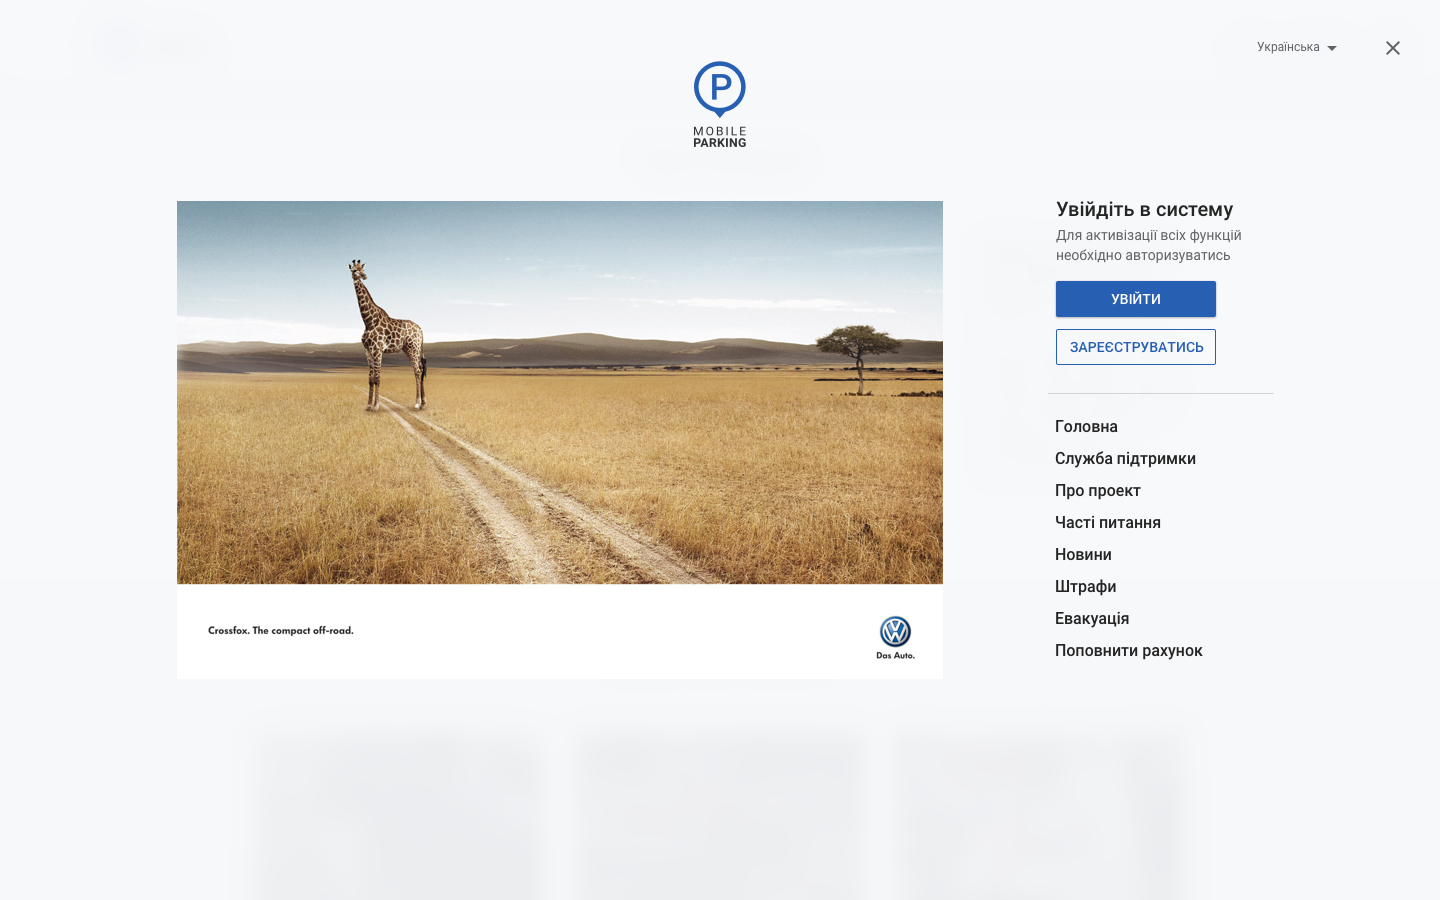 Українська
P
MOBILE
PARKING
Увійдіть в систему
Для активізації всіх функцій
необхідно авторизуватись
УВІЙТИ
ЗАРЕЄСТРУВАТИСЬ
Головна
Служба підтримки
Про проект
Часті питання
Новини
Штрафи
Евакуація
Поповнити рахунок
Crossfox. The compact off-road.
Das Auto.